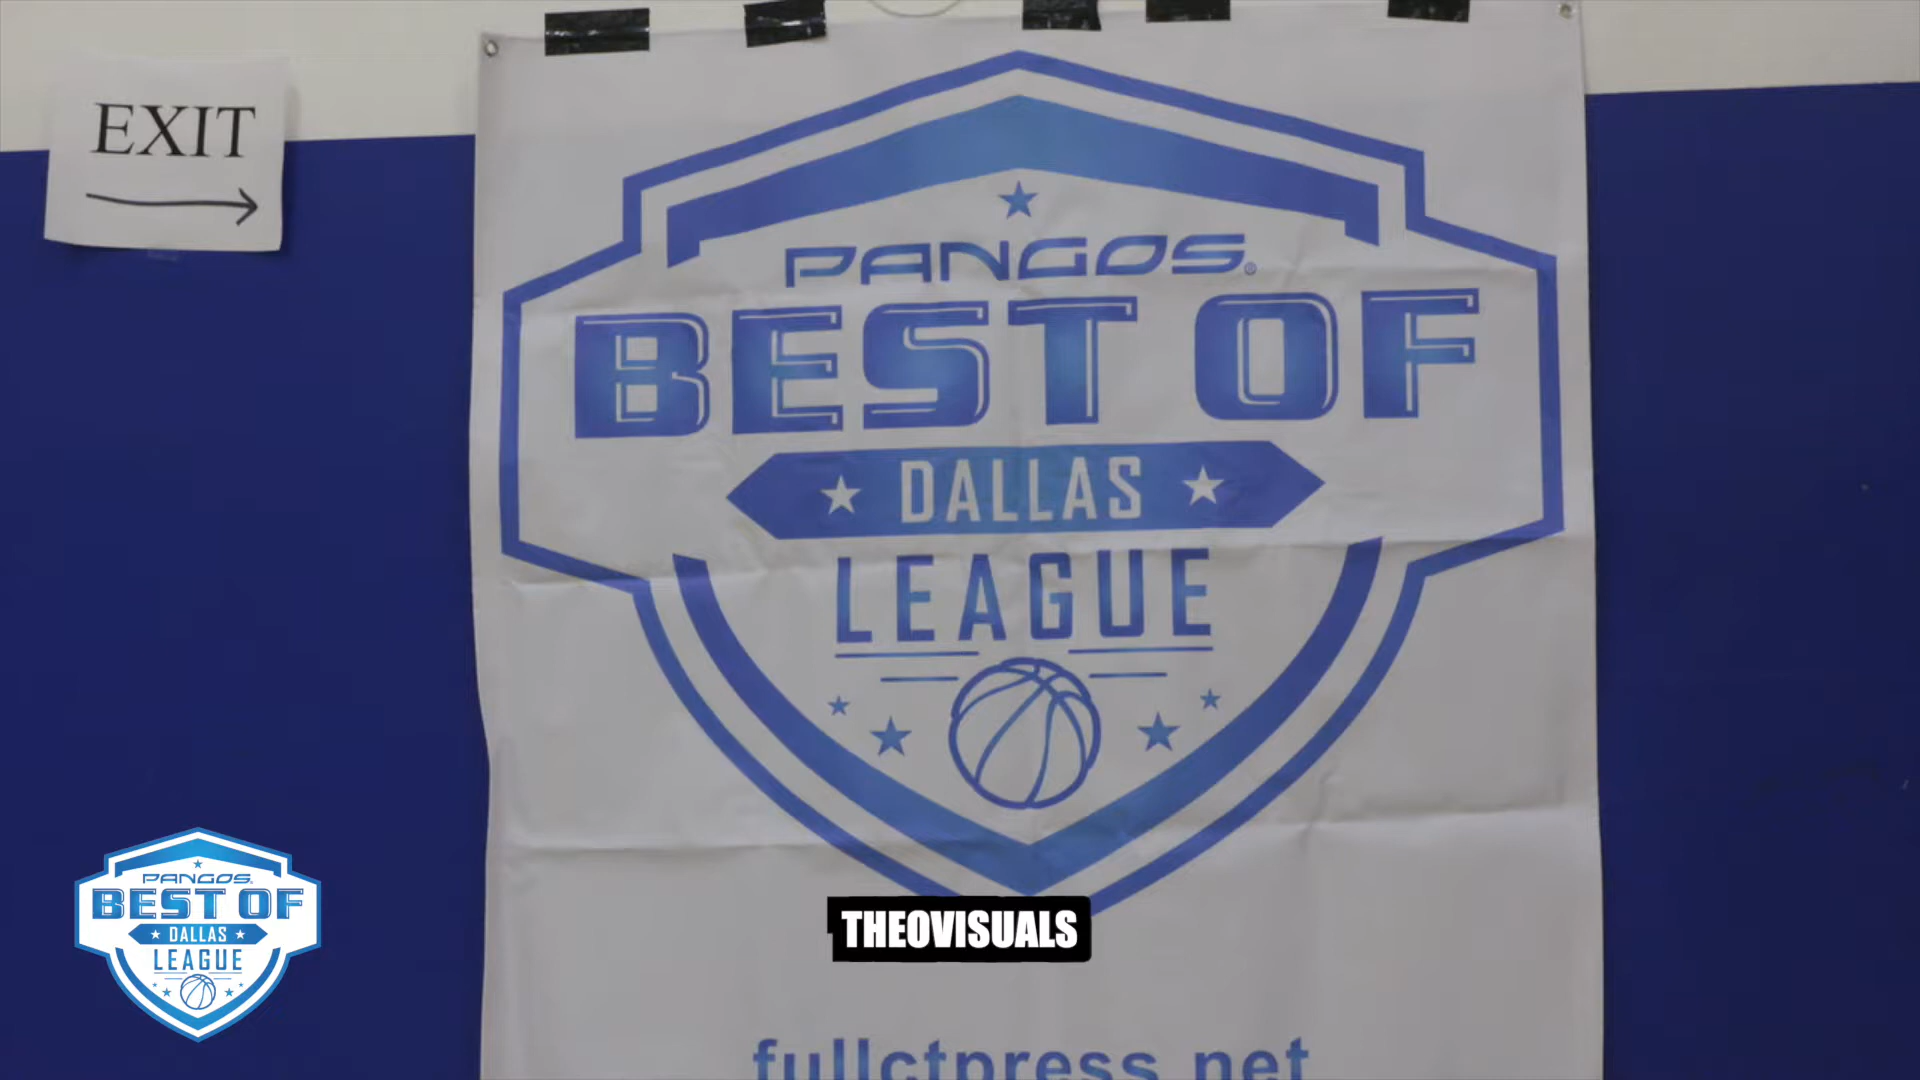 EXIT
PANGOS®
BEST OF
DALLAS
LEAGUE
THEOVISUALS
fullctpress.net
PANGOS
BEST OF
DALLAS
LEAGUE